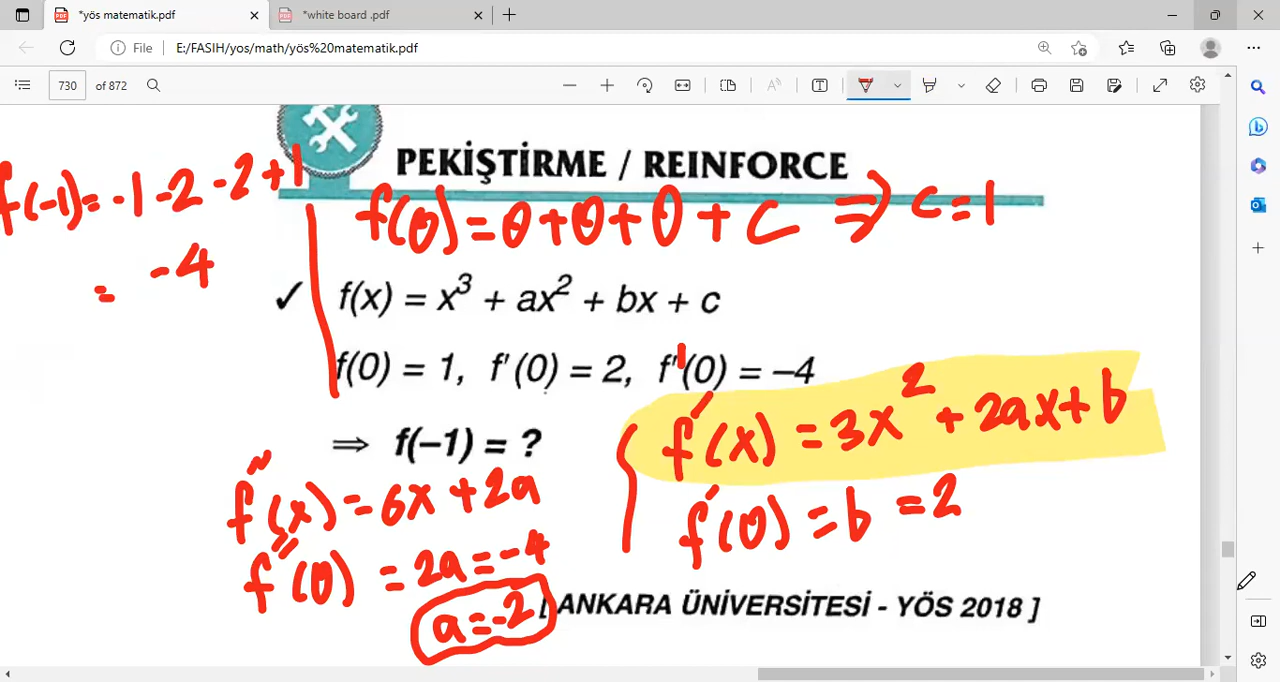 *yös matematik.pdf
*white board .pdf
File E:/FASIH/yos/math/yös%20matematik.pdf
730 of 872
PEKİŞTİRME / REINFORCE
f(-1)= -1 -2 -2 +1
= -4
f(0) = 0+0+0+c ⇒ c=1
✓ f(x) = x³ + ax² + bx + c
f(0) = 1, f'(0) = 2, f''(0) = –4
⇒ f(–1) = ?
f'(x) = 3x² + 2ax + b
f'(0) = b = 2
f''(x) = 6x + 2a
f''(0) = 2a = -4
a = -2
[ ANKARA ÜNİVERSİTESİ - YÖS 2018 ]